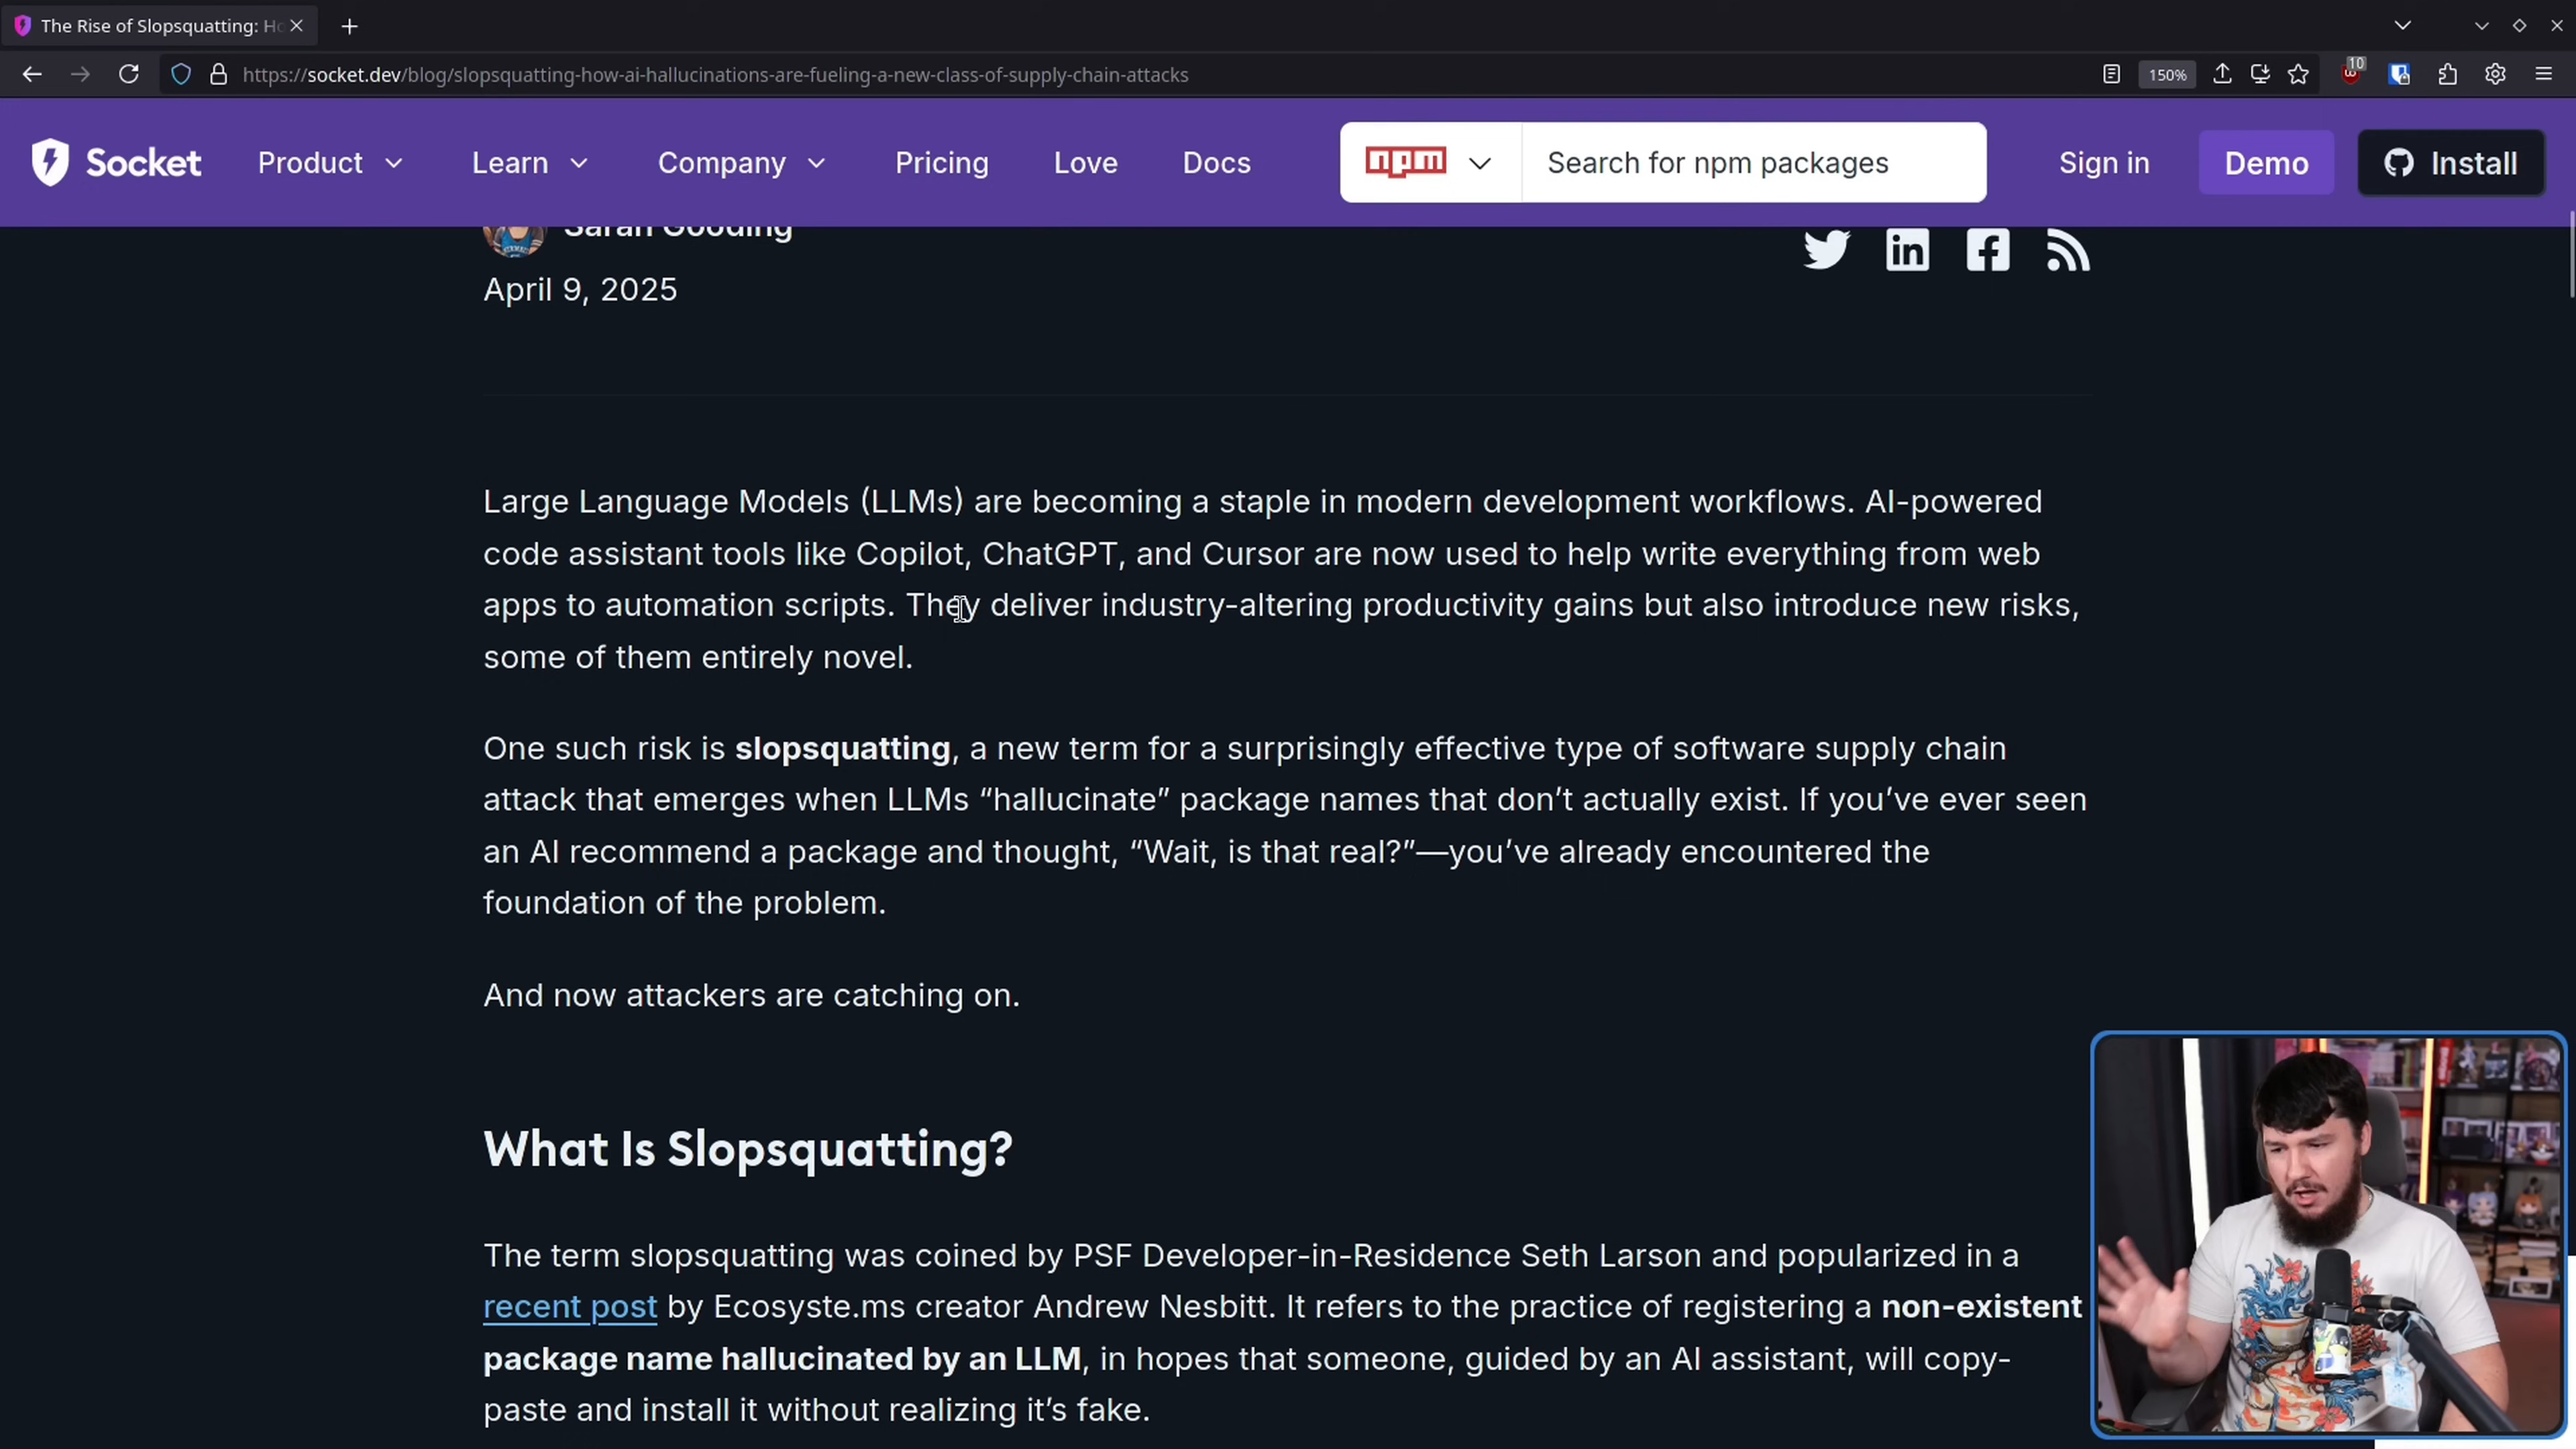 The Rise of Slopsquatting: Ho
https://socket.dev/blog/slopsquatting-how-ai-hallucinations-are-fueling-a-new-class-of-supply-chain-attacks
150%
10
Socket
Product
Learn
Company
Pricing
Love
Docs
npm
Search for npm packages
Sign in
Demo
Install
Sarah Gooding
April 9, 2025
Large Language Models (LLMs) are becoming a staple in modern development workflows. AI-powered
code assistant tools like Copilot, ChatGPT, and Cursor are now used to help write everything from web
apps to automation scripts. They deliver industry-altering productivity gains but also introduce new risks,
some of them entirely novel.
One such risk is slopsquatting, a new term for a surprisingly effective type of software supply chain
attack that emerges when LLMs “hallucinate” package names that don’t actually exist. If you’ve ever seen
an AI recommend a package and thought, “Wait, is that real?”—you’ve already encountered the
foundation of the problem.
And now attackers are catching on.
What Is Slopsquatting?
The term slopsquatting was coined by PSF Developer-in-Residence Seth Larson and popularized in a
recent post by Ecosyste.ms creator Andrew Nesbitt. It refers to the practice of registering a non-existent
package name hallucinated by an LLM, in hopes that someone, guided by an AI assistant, will copy-
paste and install it without realizing it’s fake.